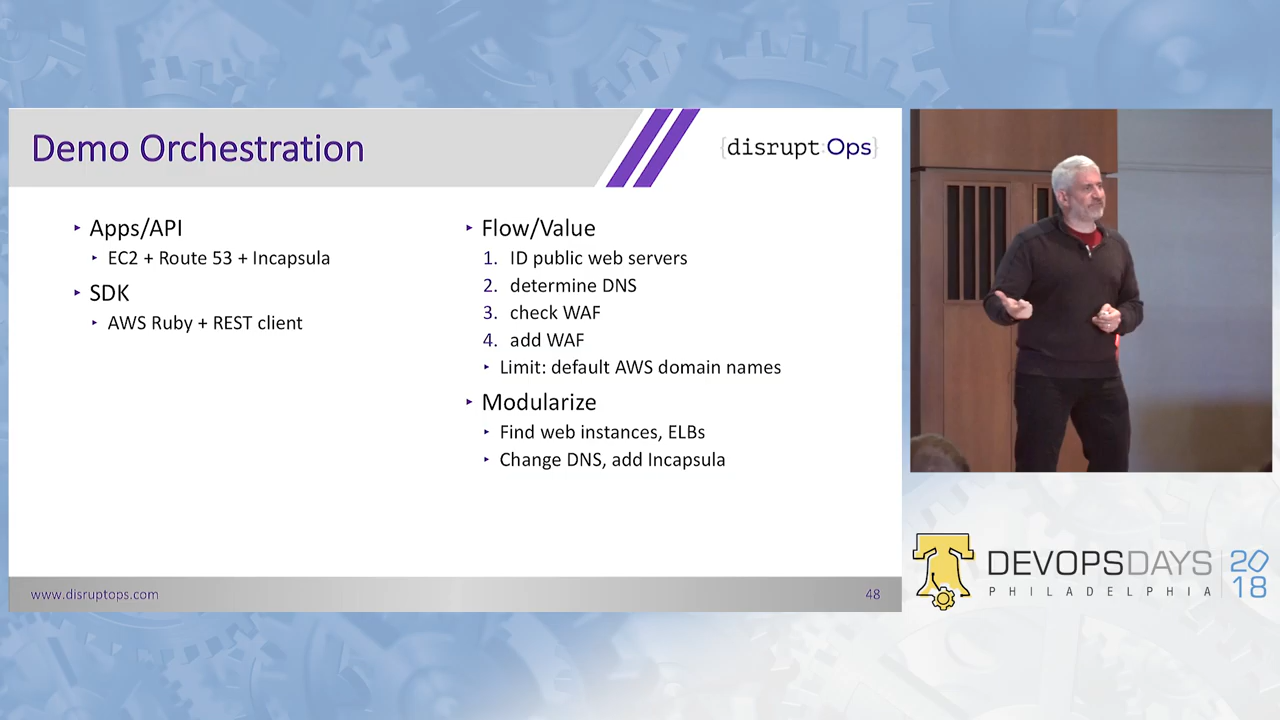 Demo Orchestration
{disrupt:Ops}
‣ Apps/API
‣ EC2 + Route 53 + Incapsula
‣ SDK
‣ AWS Ruby + REST client
‣ Flow/Value
1. ID public web servers
2. determine DNS
3. check WAF
4. add WAF
‣ Limit: default AWS domain names
‣ Modularize
‣ Find web instances, ELBs
‣ Change DNS, add Incapsula
www.disruptops.com
48
DEVOPSDAYS
PHILADELPHIA
2018